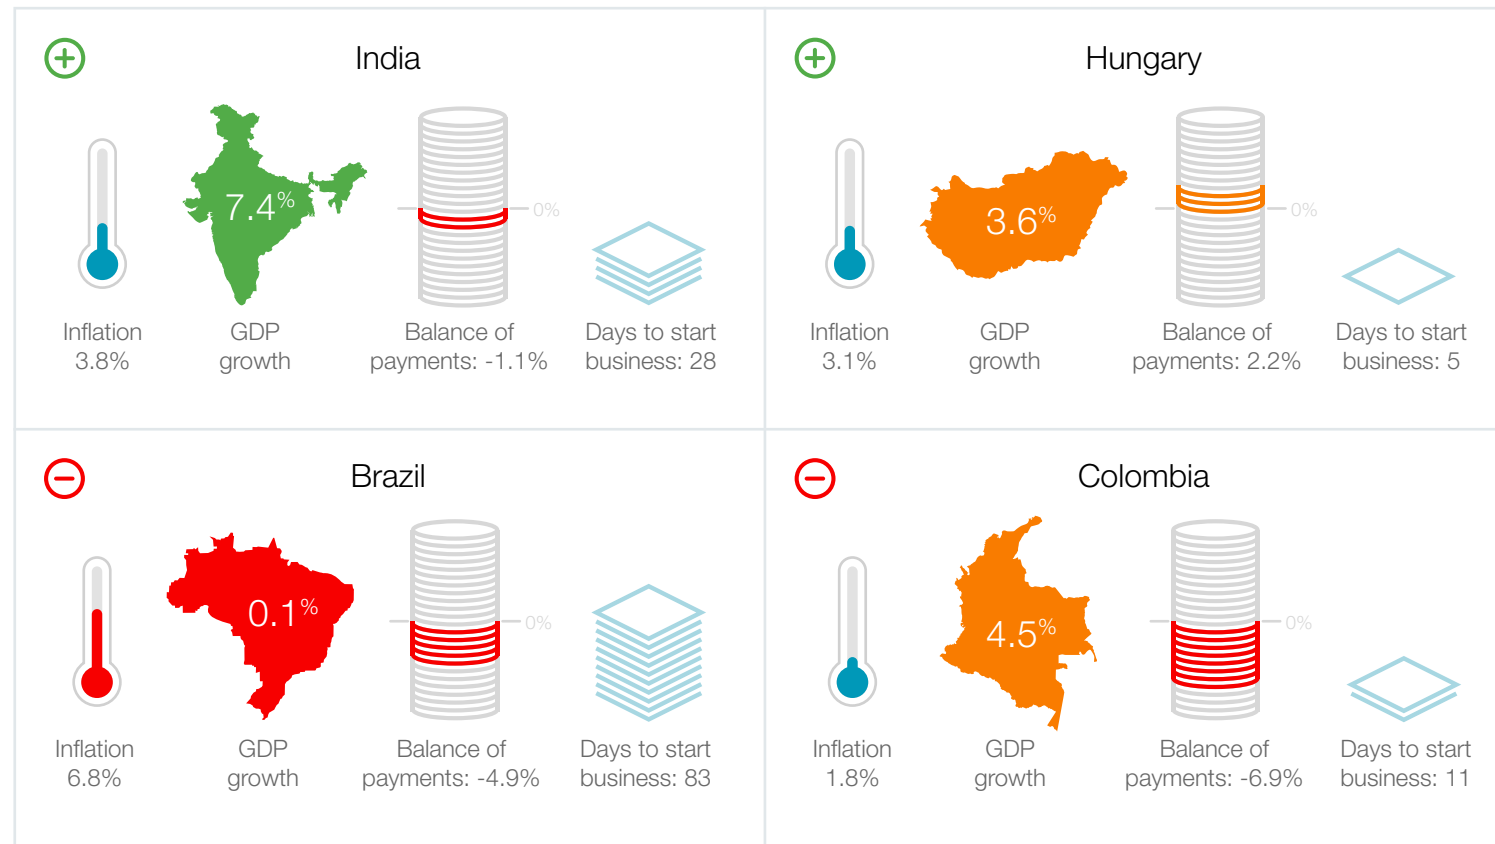 India
7.4%
0%
Inflation
3.8%
GDP
growth
Balance of
payments: -1.1%
Days to start
business: 28
Hungary
3.6%
0%
Inflation
3.1%
GDP
growth
Balance of
payments: 2.2%
Days to start
business: 5
Brazil
0.1%
0%
Inflation
6.8%
GDP
growth
Balance of
payments: -4.9%
Days to start
business: 83
Colombia
4.5%
0%
Inflation
1.8%
GDP
growth
Balance of
payments: -6.9%
Days to start
business: 11